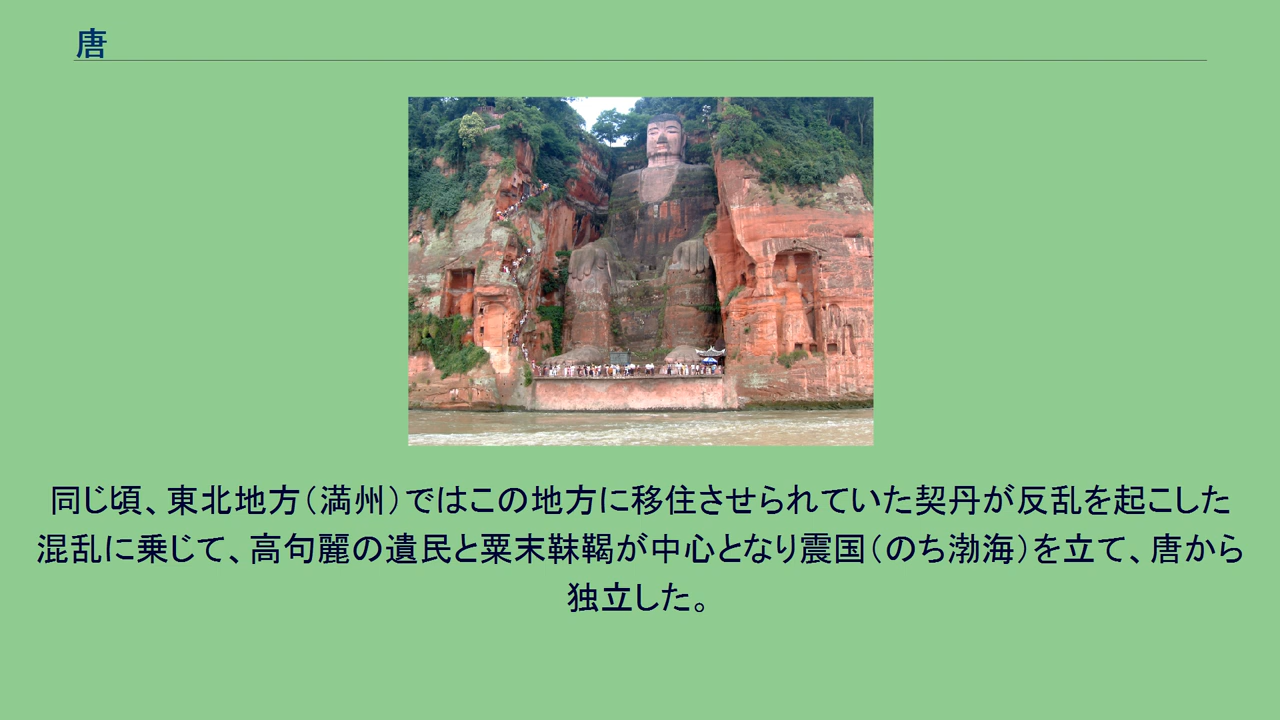 唐
同じ頃、東北地方（満州）ではこの地方に移住させられていた契丹が反乱を起こした
混乱に乗じて、高句麗の遺民と粟末靺鞨が中心となり震国（のち渤海）を立て、唐から
独立した。